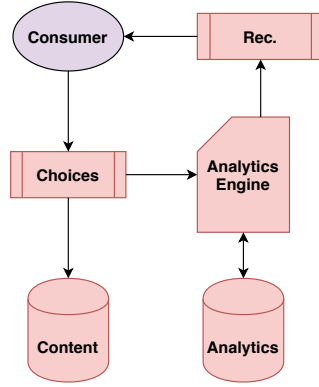 Consumer
Rec.
Choices
Analytics
Engine
Content
Analytics